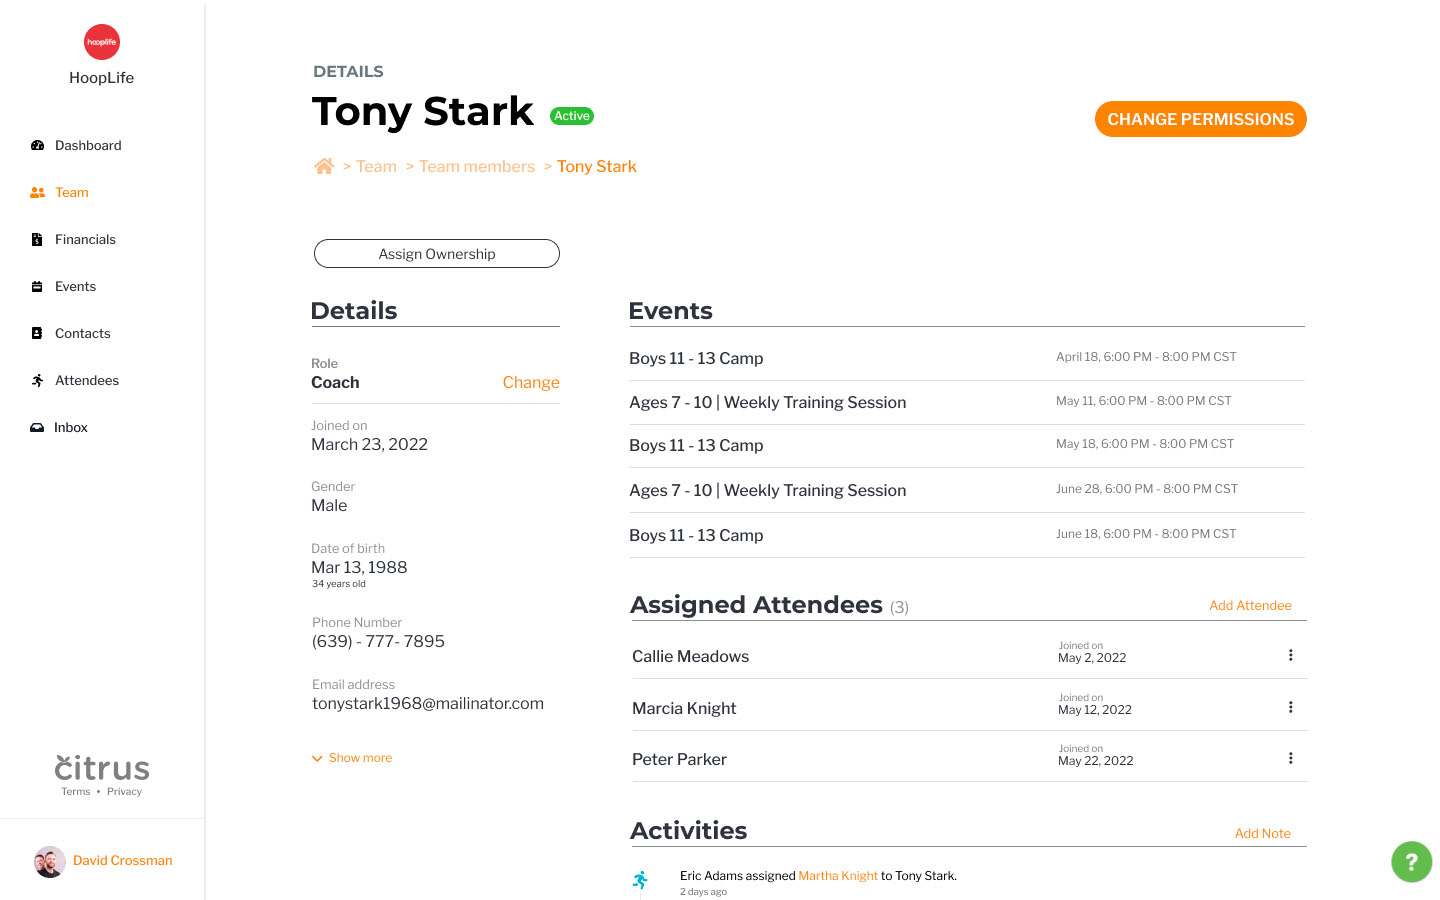 hooplife
HoopLife
Dashboard
Team
Financials
Events
Contacts
Attendees
Inbox
čitrus
Terms • Privacy
David Crossman
DETAILS
Tony Stark Active
CHANGE PERMISSIONS
> Team > Team members > Tony Stark
Assign Ownership
Details
Role
Coach Change
Joined on
March 23, 2022
Gender
Male
Date of birth
Mar 13, 1988
34 years old
Phone Number
(639) - 777- 7895
Email address
tonystark1968@mailinator.com
Show more
Events
Boys 11 - 13 Camp April 18, 6:00 PM - 8:00 PM CST
Ages 7 - 10 | Weekly Training Session May 11, 6:00 PM - 8:00 PM CST
Boys 11 - 13 Camp May 18, 6:00 PM - 8:00 PM CST
Ages 7 - 10 | Weekly Training Session June 28, 6:00 PM - 8:00 PM CST
Boys 11 - 13 Camp June 18, 6:00 PM - 8:00 PM CST
Assigned Attendees (3) Add Attendee
Callie Meadows Joined on
May 2, 2022
Marcia Knight Joined on
May 12, 2022
Peter Parker Joined on
May 22, 2022
Activities Add Note
Eric Adams assigned Martha Knight to Tony Stark.
2 days ago
?